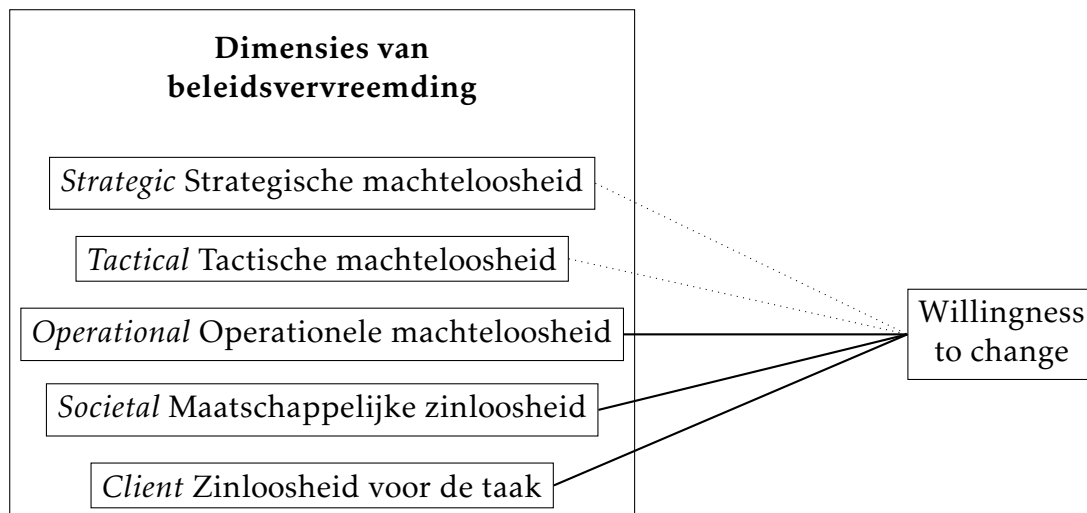 Dimensies van
beleidsvervreemding
Strategic Strategische machteloosheid
Tactical Tactische machteloosheid
Operational Operationele machteloosheid
Societal Maatschappelijke zinloosheid
Client Zinloosheid voor de taak
Willingness
to change